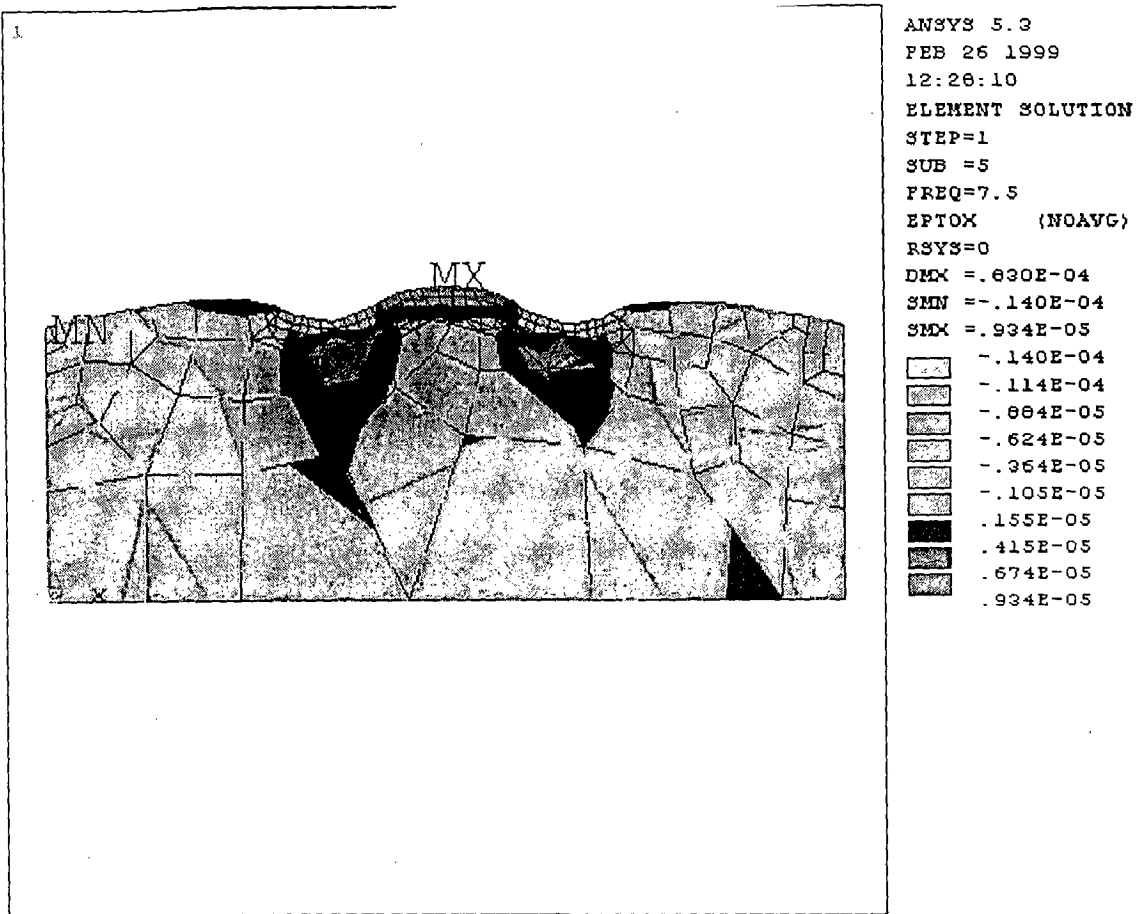 1
ANSYS 5.3
FEB 26 1999
12:26:10
ELEMENT SOLUTION
STEP=1
SUB =5
FREQ=7.5
EPTOX (NOAVG)
RSYS=0
DMX =.630E-04
SMN =-.140E-04
SMX =.934E-05
-.140E-04
-.114E-04
-.884E-05
-.624E-05
-.364E-05
-.105E-05
.155E-05
.415E-05
.674E-05
.934E-05
MX
MN
X